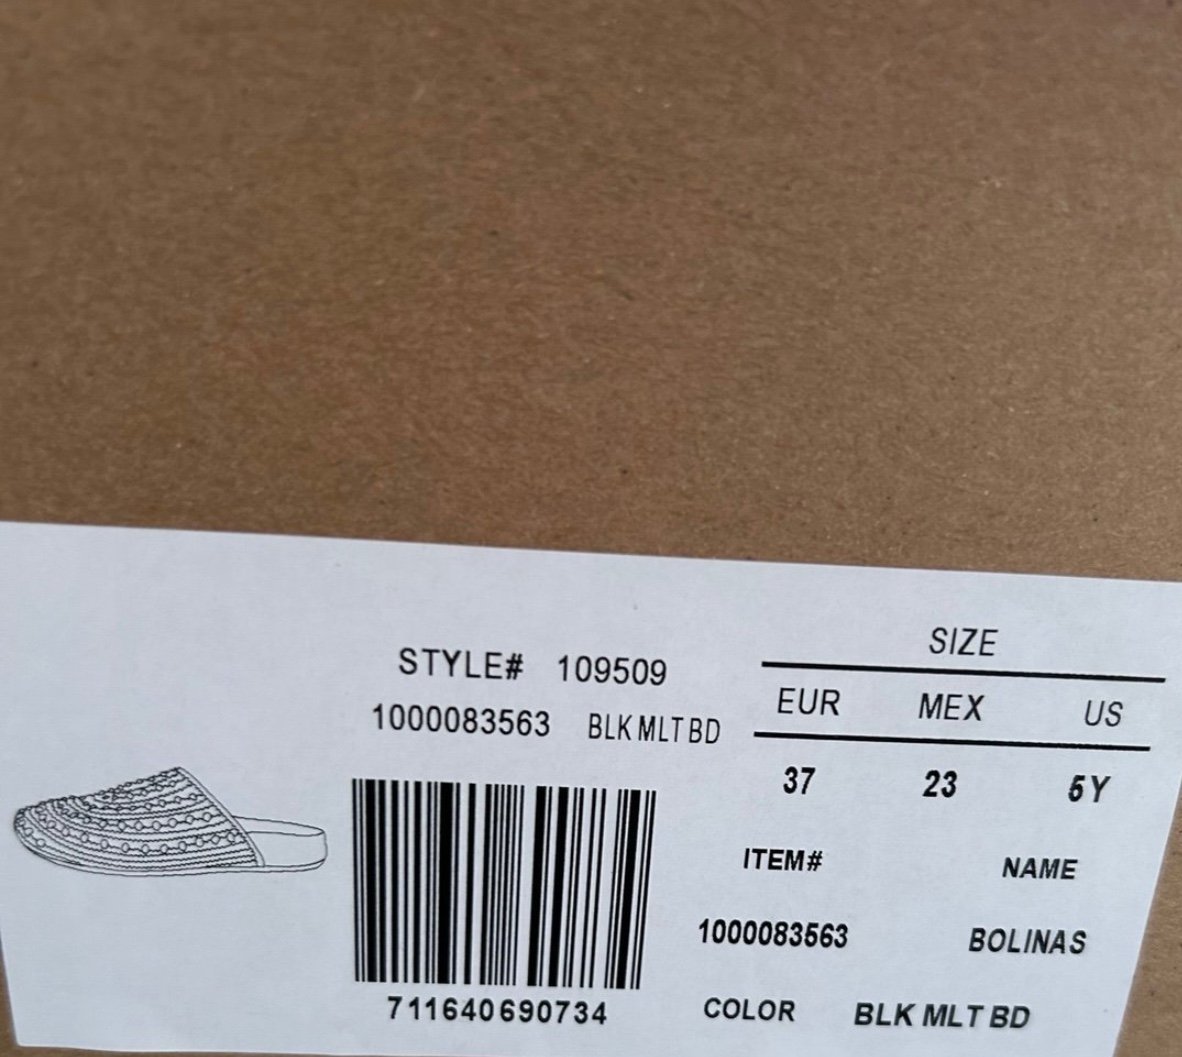 STYLE# 109509
1000083563 BLK MLT BD
711640690734
SIZE
EUR MEX US
37 23 5Y
ITEM# NAME
1000083563 BOLINAS
COLOR BLK MLT BD